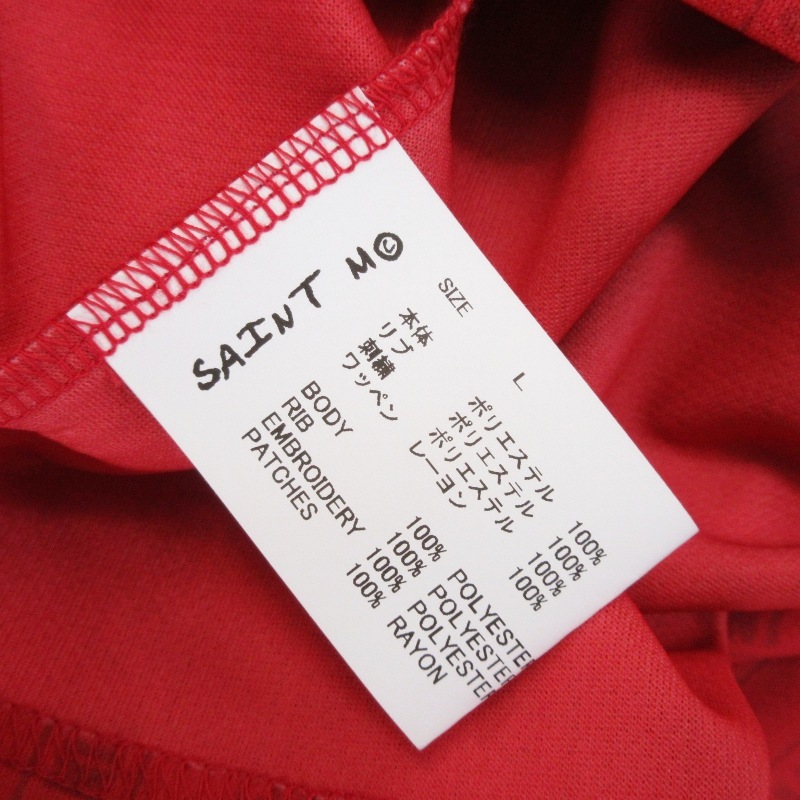 SAINT M©
SIZE L
本体 ポリエステル 100%
リブ ポリエステル 100%
刺繍 ポリエステル 100%
ワッペン レーヨン 100%
BODY 100% POLYESTER
RIB 100% POLYESTER
EMBROIDERY 100% POLYESTER
PATCHES 100% RAYON